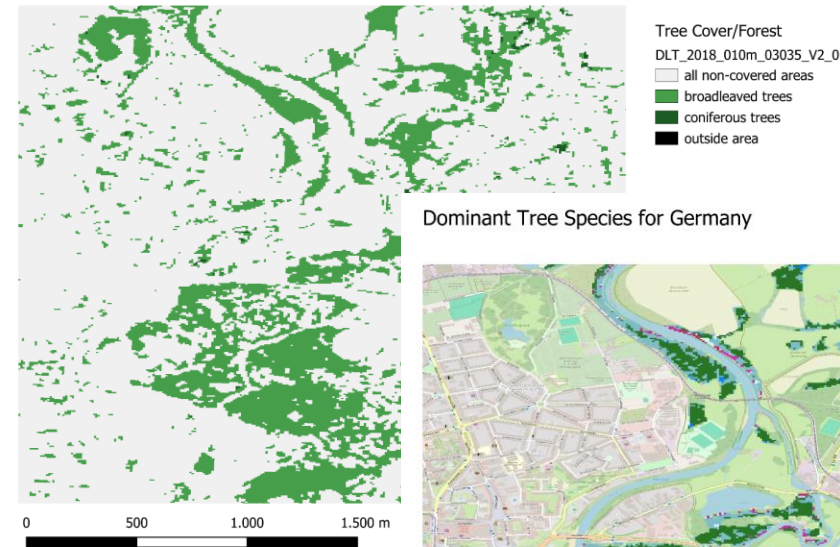 Tree Cover/Forest
DLT_2018_010m_03035_V2_0
all non-covered areas
broadleaved trees
coniferous trees
outside area
Dominant Tree Species for Germany
0 500 1.000 1.500 m